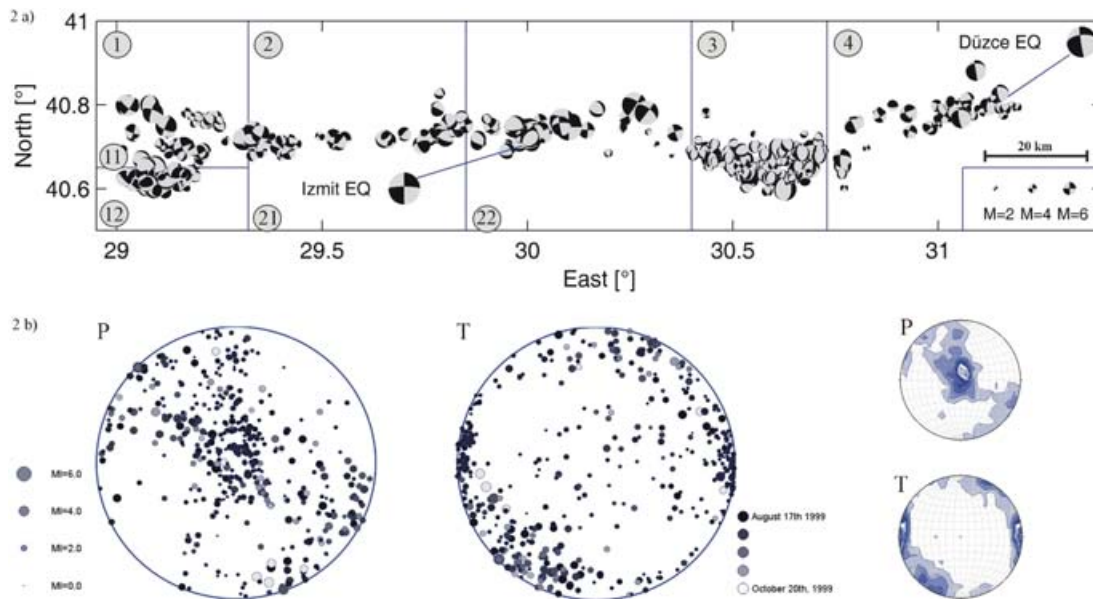 2 a)
41
40.8
40.6
North [°]
1
2
3
4
11
12
21
22
Izmit EQ
Düzce EQ
20 km
M=2 M=4 M=6
29
29.5
30
30.5
31
East [°]
2 b)
P
T
P
T
Ml=6.0
Ml=4.0
Ml=2.0
Ml=0.0
August 17th 1999
October 20th, 1999